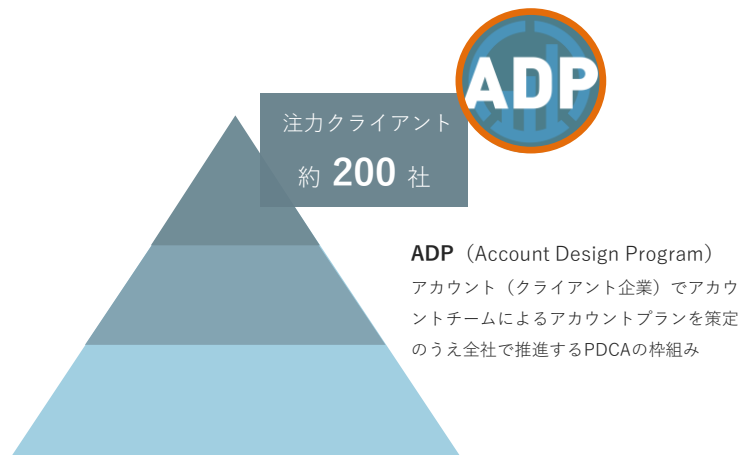 ADP
注力クライアント
約 200 社
ADP（Account Design Program）
アカウント（クライアント企業）でアカウ
ントチームによるアカウントプランを策定
のうえ全社で推進するPDCAの枠組み